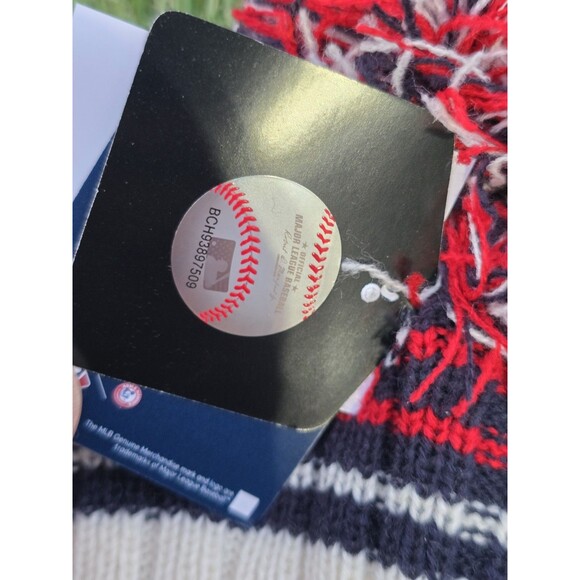 BCH93897509
★ OFFICIAL ★
MAJOR LEAGUE BASEBALL
The MLB Genuine Merchandise mark and logo are
trademarks of Major League Baseball